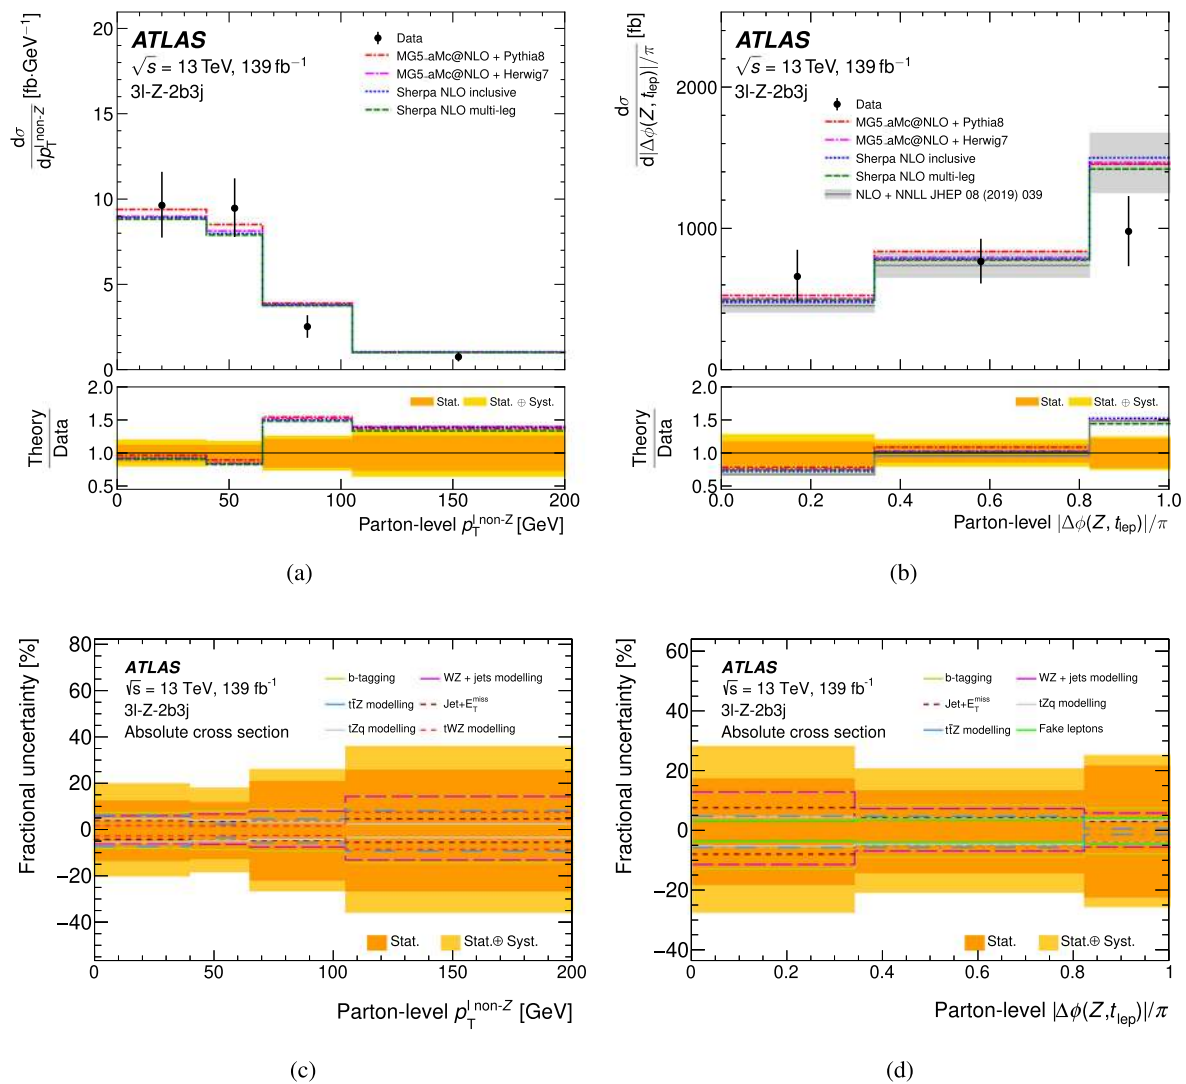 ATLAS
√s = 13 TeV, 139 fb⁻¹
3l-Z-2b3j
Data
MG5_aMc@NLO + Pythia8
MG5_aMc@NLO + Herwig7
Sherpa NLO inclusive
Sherpa NLO multi-leg
dσ/dp_T^{l non-Z} [fb·GeV⁻¹]
20
15
10
5
0
Stat. Stat. ⊕ Syst.
Theory/Data
2.0
1.5
1.0
0.5
0 50 100 150 200
Parton-level p_T^{l non-Z} [GeV]
(a)
ATLAS
√s = 13 TeV, 139 fb⁻¹
3l-Z-2b3j
Data
MG5_aMc@NLO + Pythia8
MG5_aMc@NLO + Herwig7
Sherpa NLO inclusive
Sherpa NLO multi-leg
NLO + NNLL JHEP 08 (2019) 039
dσ/d|Δϕ(Z, t_lep)|/π [fb]
2000
1000
0
Stat. Stat. ⊕ Syst.
Theory/Data
2.0
1.5
1.0
0.5
0.0 0.2 0.4 0.6 0.8 1.0
Parton-level |Δϕ(Z, t_lep)|/π
(b)
Fractional uncertainty [%]
ATLAS
√s = 13 TeV, 139 fb⁻¹
3l-Z-2b3j
Absolute cross section
b-tagging WZ + jets modelling
tt̄Z modelling Jet+E_T^miss
tZq modelling tWZ modelling
80
60
40
20
0
−20
−40
Stat. Stat.⊕ Syst.
0 50 100 150 200
Parton-level p_T^{l non-Z} [GeV]
(c)
Fractional uncertainty [%]
ATLAS
√s = 13 TeV, 139 fb⁻¹
3l-Z-2b3j
Absolute cross section
b-tagging WZ + jets modelling
Jet+E_T^miss tZq modelling
tt̄Z modelling Fake leptons
60
40
20
0
−20
−40
Stat. Stat.⊕ Syst.
0 0.2 0.4 0.6 0.8 1
Parton-level |Δϕ(Z,t_lep)|/π
(d)